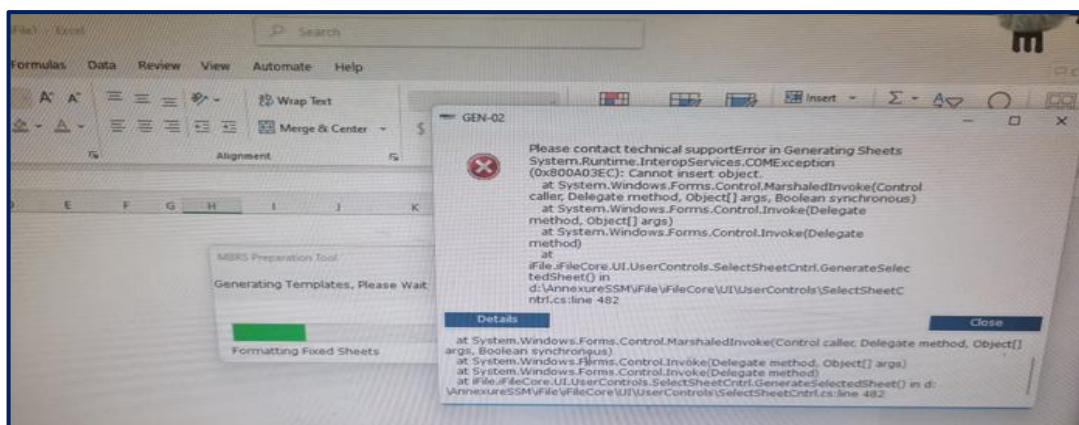 iFile1 - Excel
Search
Formulas Data Review View Automate Help
A A Wrap Text Insert
A Merge & Center $
Alignment
E F G H I J K
GEN-02
Please contact technical supportError in Generating Sheets
System.Runtime.InteropServices.COMException
(0x800A03EC): Cannot insert object.
at System.Windows.Forms.Control.MarshaledInvoke(Control
caller, Delegate method, Object[] args, Boolean synchronous)
at System.Windows.Forms.Control.Invoke(Delegate
method, Object[] args)
at System.Windows.Forms.Control.Invoke(Delegate
method)
at
iFile.iFileCore.UI.UserControls.SelectSheetCntrl.GenerateSelec
tedSheet() in
d:\AnnexureSSM\iFile\iFileCore\UI\UserControls\SelectSheetC
ntrl.cs:line 482
Details Close
at System.Windows.Forms.Control.MarshaledInvoke(Control caller, Delegate method, Object[]
args, Boolean synchronous)
at System.Windows.Forms.Control.Invoke(Delegate method, Object[] args)
at System.Windows.Forms.Control.Invoke(Delegate method)
at iFile.iFileCore.UI.UserControls.SelectSheetCntrl.GenerateSelectedSheet() in d:
\AnnexureSSM\iFile\iFileCore\UI\UserControls\SelectSheetCntrl.cs:line 482
MBRS Preparation Tool
Generating Templates, Please Wait
Formatting Fixed Sheets